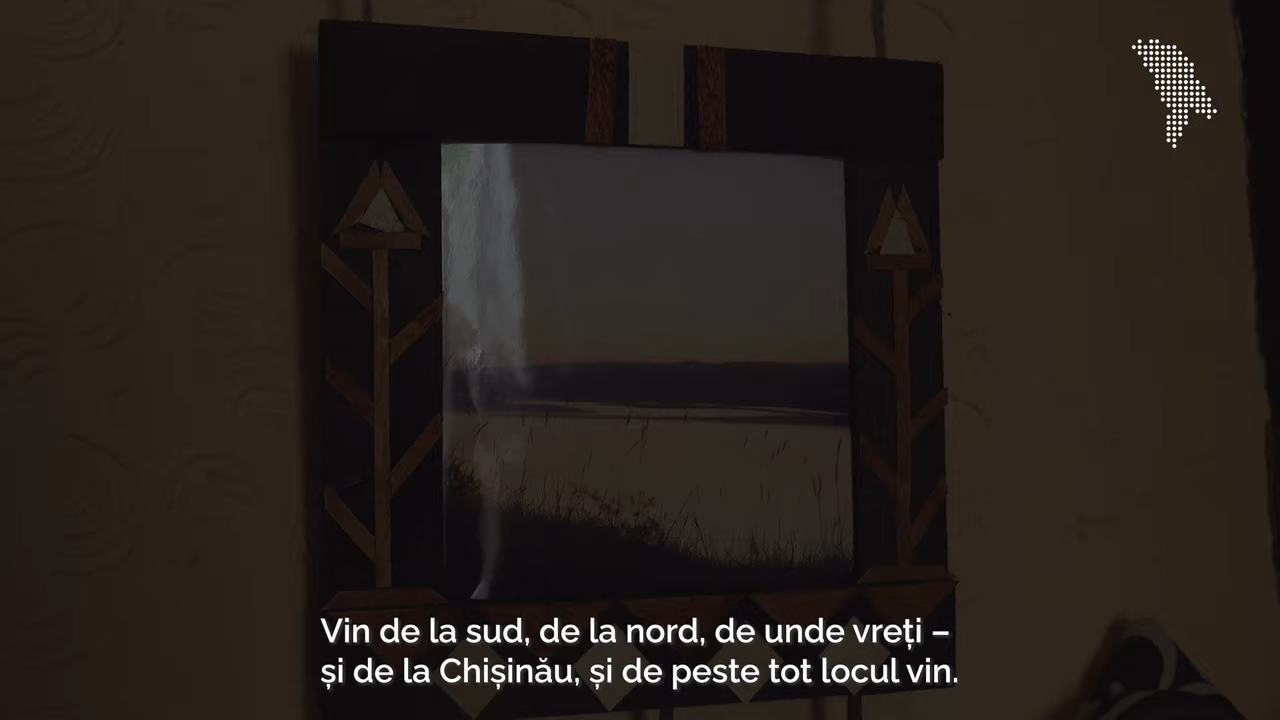 Vin de la sud, de la nord, de unde vreți –
și de la Chișinău, și de peste tot locul vin.